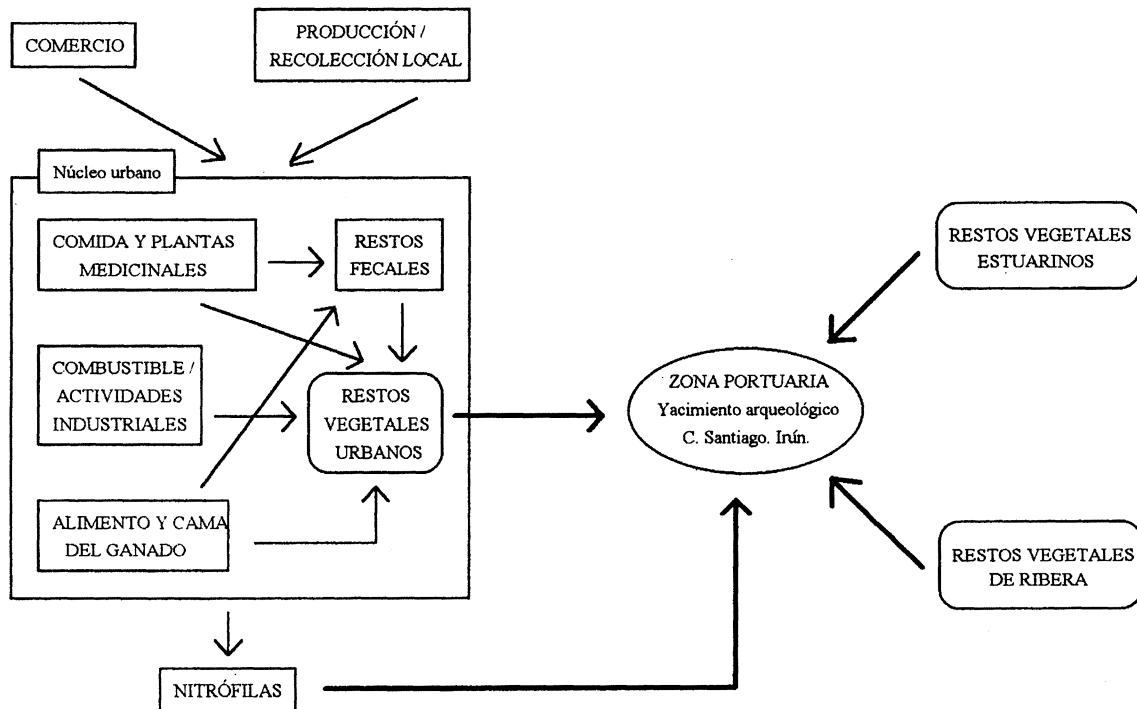 COMERCIO
PRODUCCIÓN /
RECOLECCIÓN LOCAL
Núcleo urbano
COMIDA Y PLANTAS
MEDICINALES
RESTOS
FECALES
COMBUSTIBLE /
ACTIVIDADES
INDUSTRIALES
RESTOS
VEGETALES
URBANOS
ALIMENTO Y CAMA
DEL GANADO
NITRÓFILAS
ZONA PORTUARIA
Yacimiento arqueológico
C. Santiago. Irún.
RESTOS VEGETALES
ESTUARINOS
RESTOS VEGETALES
DE RIBERA